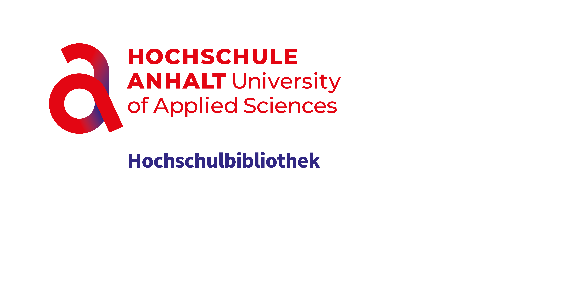 HOCHSCHULE
ANHALT University
of Applied Sciences
Hochschulbibliothek